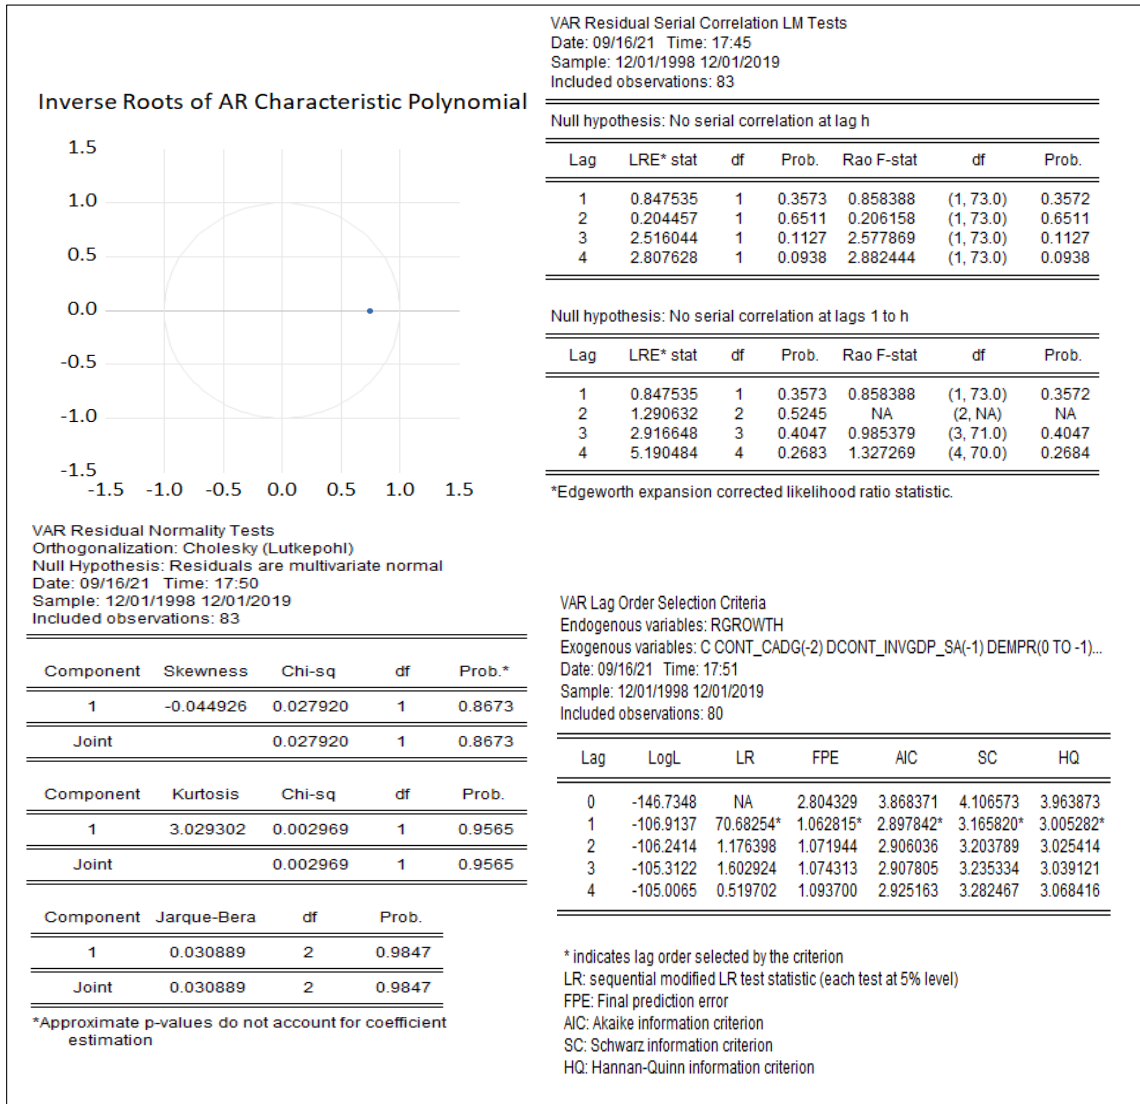 Inverse Roots of AR Characteristic Polynomial
1.5
1.0
0.5
0.0
-0.5
-1.0
-1.5
-1.5 -1.0 -0.5 0.0 0.5 1.0 1.5
VAR Residual Serial Correlation LM Tests
Date: 09/16/21 Time: 17:45
Sample: 12/01/1998 12/01/2019
Included observations: 83
Null hypothesis: No serial correlation at lag h
Lag LRE* stat df Prob. Rao F-stat df Prob.
1 0.847535 1 0.3573 0.858388 (1, 73.0) 0.3572
2 0.204457 1 0.6511 0.206158 (1, 73.0) 0.6511
3 2.516044 1 0.1127 2.577869 (1, 73.0) 0.1127
4 2.807628 1 0.0938 2.882444 (1, 73.0) 0.0938
Null hypothesis: No serial correlation at lags 1 to h
Lag LRE* stat df Prob. Rao F-stat df Prob.
1 0.847535 1 0.3573 0.858388 (1, 73.0) 0.3572
2 1.290632 2 0.5245 NA (2, NA) NA
3 2.916648 3 0.4047 0.985379 (3, 71.0) 0.4047
4 5.190484 4 0.2683 1.327269 (4, 70.0) 0.2684
*Edgeworth expansion corrected likelihood ratio statistic.
VAR Residual Normality Tests
Orthogonalization: Cholesky (Lutkepohl)
Null Hypothesis: Residuals are multivariate normal
Date: 09/16/21 Time: 17:50
Sample: 12/01/1998 12/01/2019
Included observations: 83
Component Skewness Chi-sq df Prob.*
1 -0.044926 0.027920 1 0.8673
Joint 0.027920 1 0.8673
Component Kurtosis Chi-sq df Prob.
1 3.029302 0.002969 1 0.9565
Joint 0.002969 1 0.9565
Component Jarque-Bera df Prob.
1 0.030889 2 0.9847
Joint 0.030889 2 0.9847
*Approximate p-values do not account for coefficient
estimation
VAR Lag Order Selection Criteria
Endogenous variables: RGROWTH
Exogenous variables: C CONT_CADG(-2) DCONT_INVGDP_SA(-1) DEMPR(0 TO -1)...
Date: 09/16/21 Time: 17:51
Sample: 12/01/1998 12/01/2019
Included observations: 80
Lag LogL LR FPE AIC SC HQ
0 -146.7348 NA 2.804329 3.868371 4.106573 3.963873
1 -106.9137 70.68254* 1.062815* 2.897842* 3.165820* 3.005282*
2 -106.2414 1.176398 1.071944 2.906036 3.203789 3.025414
3 -105.3122 1.602924 1.074313 2.907805 3.235334 3.039121
4 -105.0065 0.519702 1.093700 2.925163 3.282467 3.068416
* indicates lag order selected by the criterion
LR: sequential modified LR test statistic (each test at 5% level)
FPE: Final prediction error
AIC: Akaike information criterion
SC: Schwarz information criterion
HQ: Hannan-Quinn information criterion